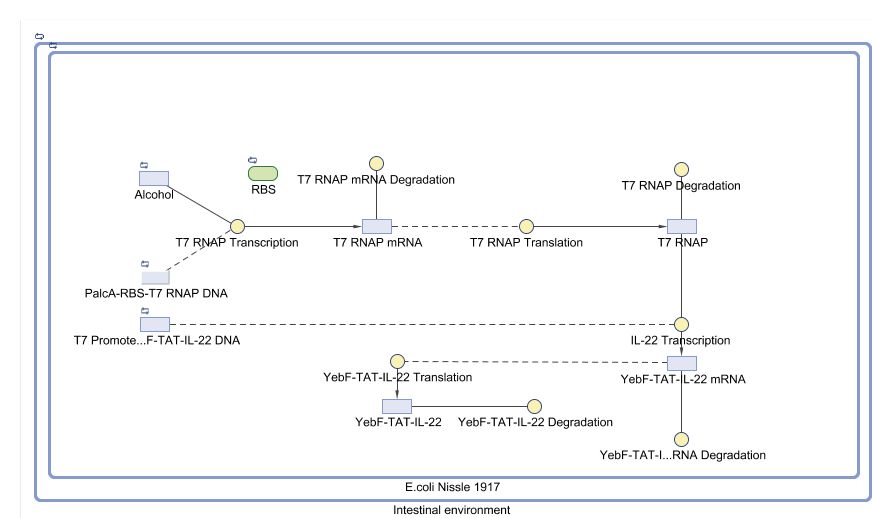 T7 RNAP mRNA Degradation
T7 RNAP Degradation
Alcohol
RBS
T7 RNAP Transcription
T7 RNAP mRNA
T7 RNAP Translation
T7 RNAP
PalcA-RBS-T7 RNAP DNA
T7 Promote...F-TAT-IL-22 DNA
IL-22 Transcription
YebF-TAT-IL-22 Translation
YebF-TAT-IL-22 mRNA
YebF-TAT-IL-22
YebF-TAT-IL-22 Degradation
YebF-TAT-I...RNA Degradation
E.coli Nissle 1917
Intestinal environment